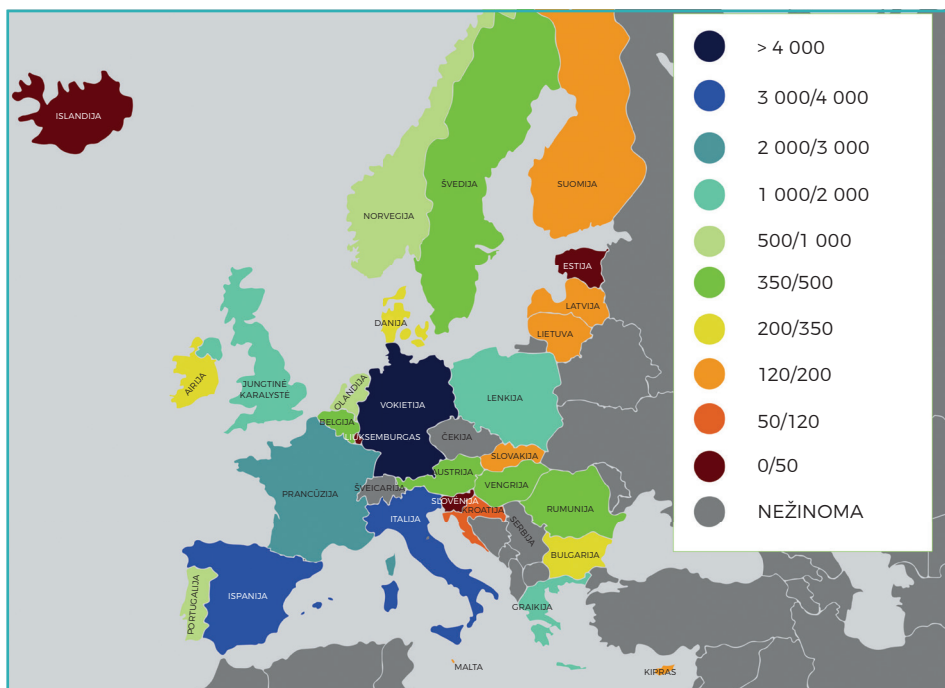 ISLANDIJA
NORVEGIJA
ŠVEDIJA
SUOMIJA
ESTIJA
LATVIJA
LIETUVA
DANIJA
AIRIJA
JUNGTINĖ
KARALYSTĖ
OLANDIJA
BELGIJA
LIUKSEMBURGAS
VOKIETIJA
LENKIJA
ČEKIJA
SLOVAKIJA
AUSTRIJA
VENGRIJA
ŠVEICARIJA
PRANCŪZIJA
SLOVENIJA
KROATIJA
ITALIJA
SERBIJA
RUMUNIJA
BULGARIJA
PORTUGALIJA
ISPANIJA
GRAIKIJA
MALTA
KIPRAS
> 4 000
3 000/4 000
2 000/3 000
1 000/2 000
500/1 000
350/500
200/350
120/200
50/120
0/50
NEŽINOMA